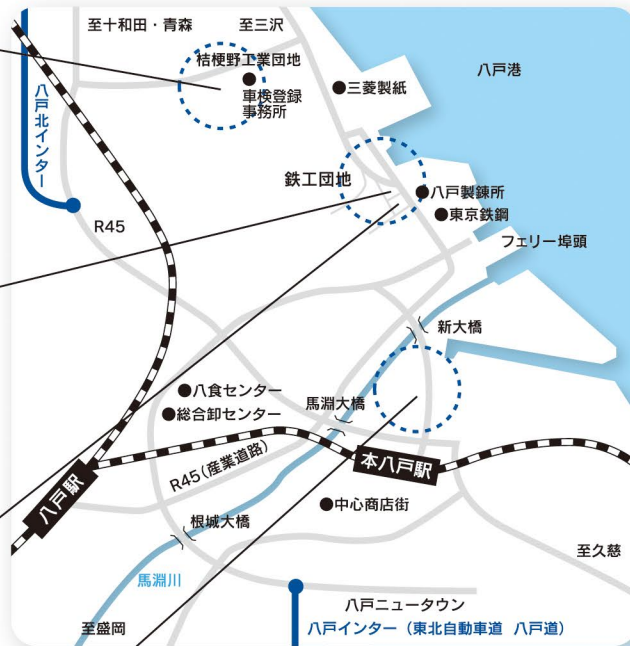 至十和田・青森
至三沢
桔梗野工業団地
車検登録
事務所
三菱製紙
八戸港
八戸北インター
鉄工団地
八戸製錬所
東京鉄鋼
R45
フェリー埠頭
新大橋
八食センター
総合卸センター
馬淵大橋
R45(産業道路)
本八戸駅
八戸駅
中心商店街
根城大橋
至久慈
馬淵川
八戸ニュータウン
至盛岡
八戸インター(東北自動車道 八戸道)